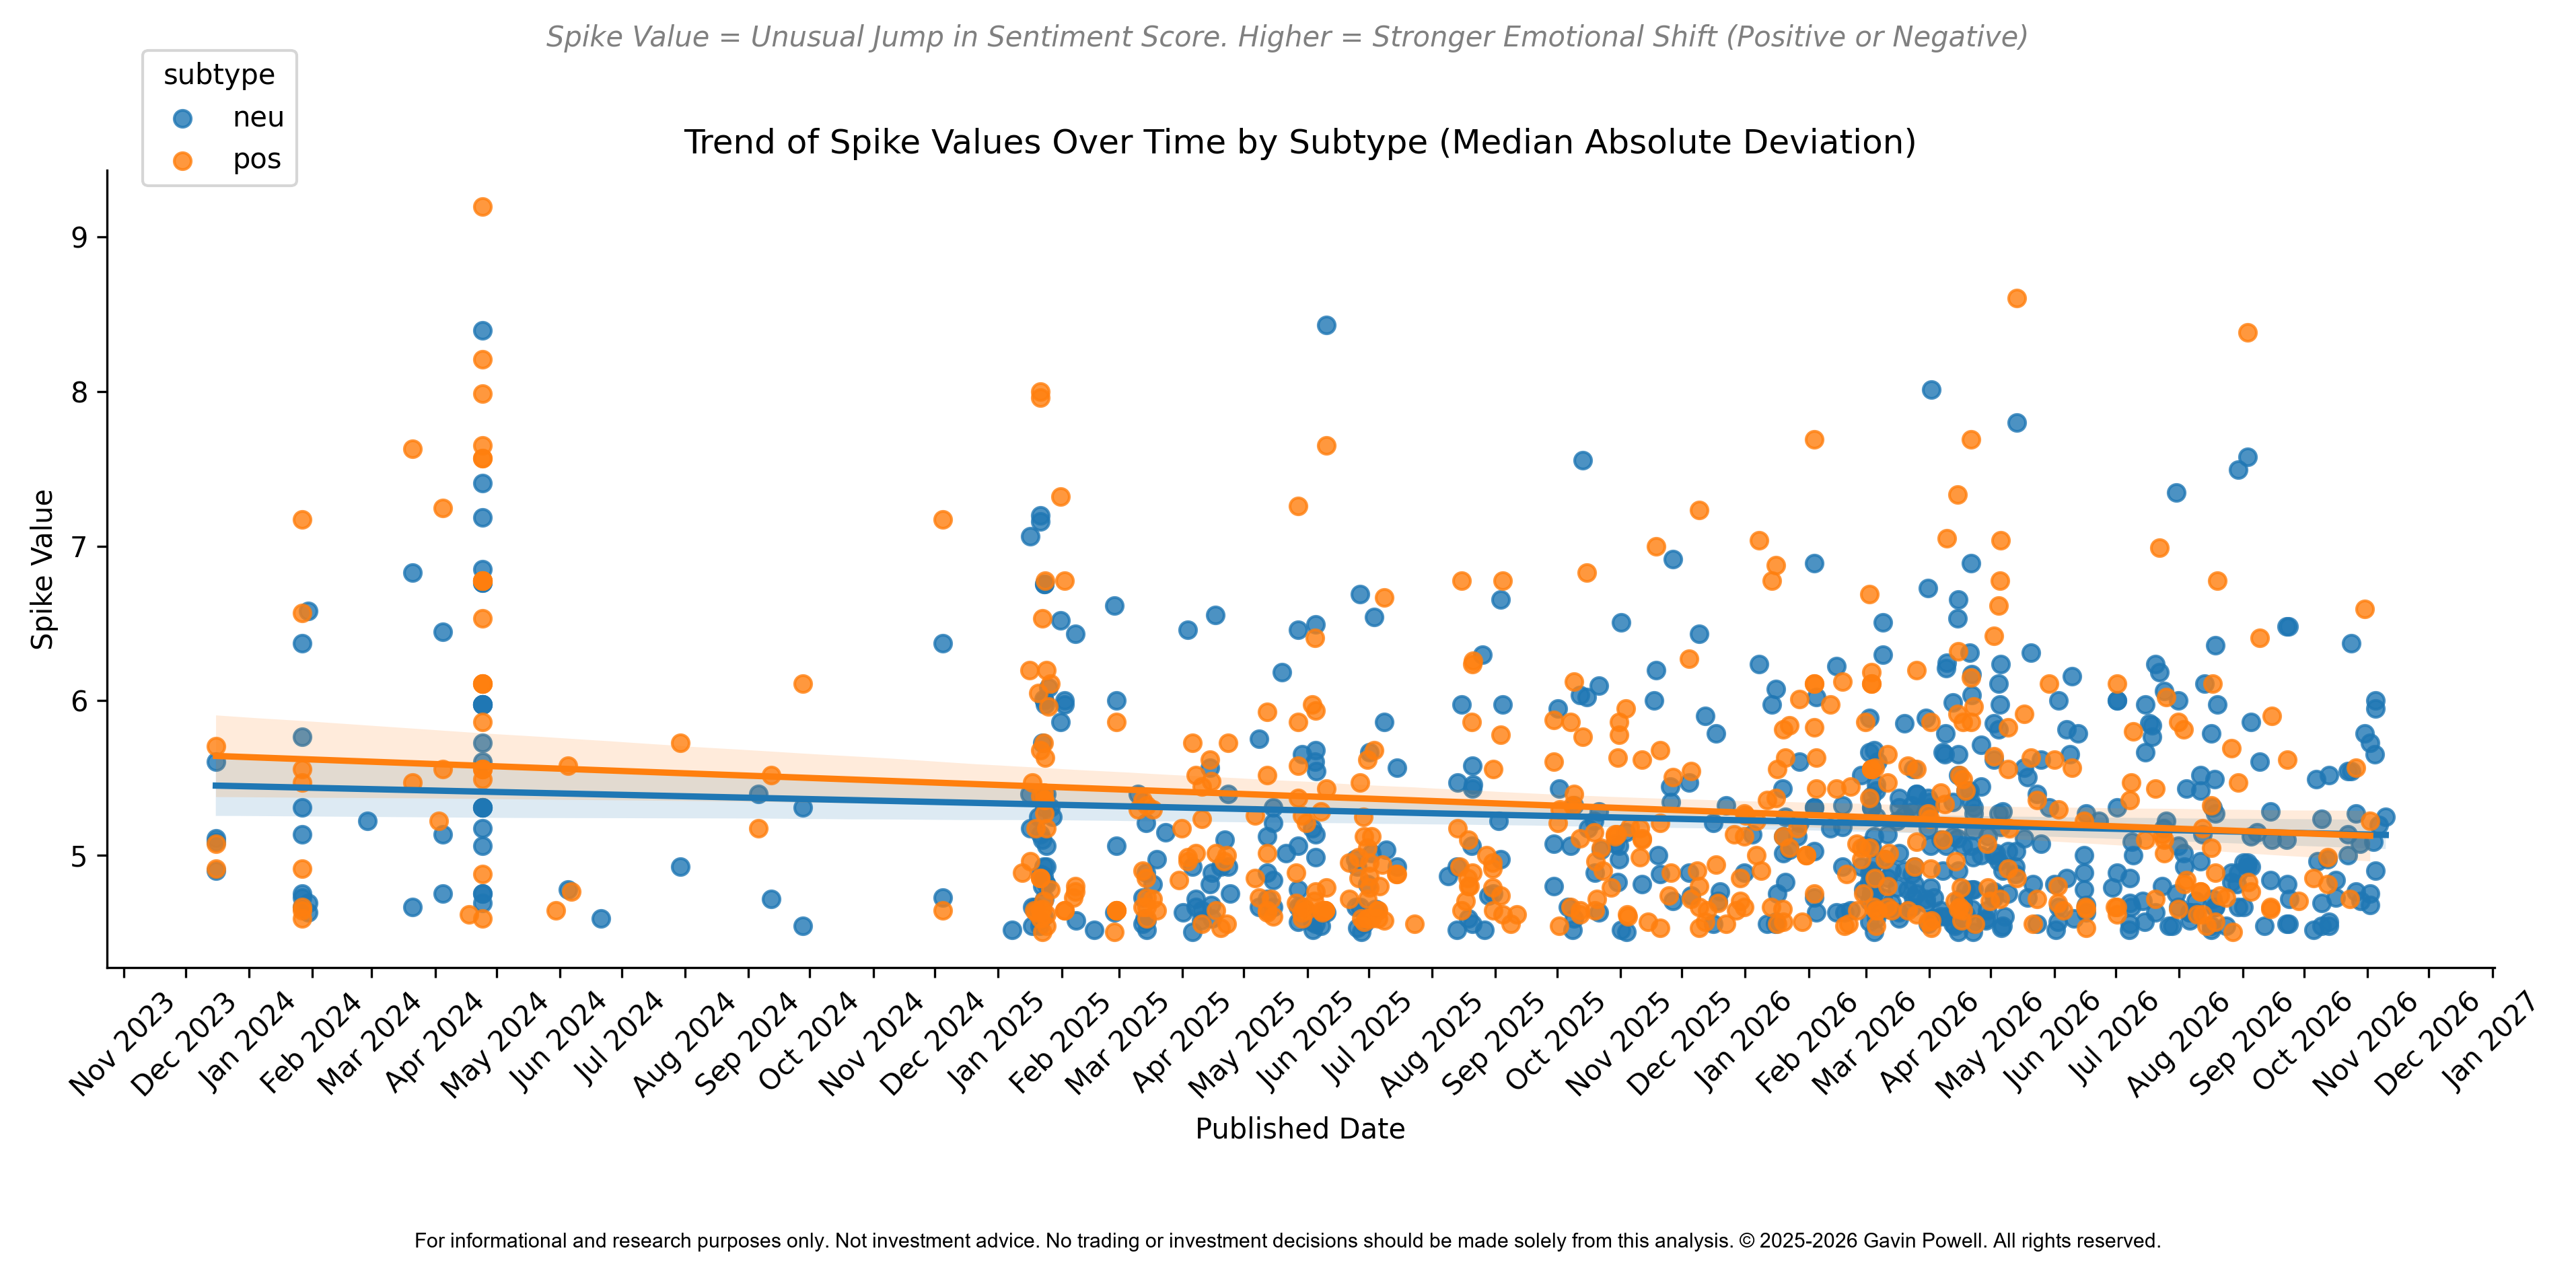 Spike Value = Unusual Jump in Sentiment Score. Higher = Stronger Emotional Shift (Positive or Negative)
subtype
neu
pos
Trend of Spike Values Over Time by Subtype (Median Absolute Deviation)
Spike Value
9
8
7
6
5
Nov 2023
Dec 2023
Jan 2024
Feb 2024
Mar 2024
Apr 2024
May 2024
Jun 2024
Jul 2024
Aug 2024
Sep 2024
Oct 2024
Nov 2024
Dec 2024
Jan 2025
Feb 2025
Mar 2025
Apr 2025
May 2025
Jun 2025
Jul 2025
Aug 2025
Sep 2025
Oct 2025
Nov 2025
Dec 2025
Jan 2026
Feb 2026
Mar 2026
Apr 2026
May 2026
Jun 2026
Jul 2026
Aug 2026
Sep 2026
Oct 2026
Nov 2026
Dec 2026
Jan 2027
Published Date
For informational and research purposes only. Not investment advice. No trading or investment decisions should be made solely from this analysis. © 2025-2026 Gavin Powell. All rights reserved.